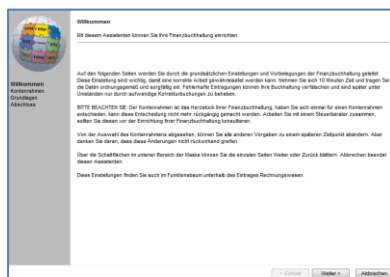 Willkommen
Mit diesem Assistenten können Sie Ihre Finanzbuchhaltung einrichten
Willkommen
Kontenrahmen
Grundlagen
Abschluss
Auf den folgenden Seiten werden Sie durch die grundsätzlichen Einstellungen und Vorbelegungen der Finanzbuchhaltung geleitet.
Diese Einstellung sind wichtig, damit eine korrekte Arbeit gewährleistet werden kann. Nehmen Sie sich 10 Minuten Zeit und tragen Sie
die Daten ordnungsgemäß und sorgfältig ein. Fehlerhafte Eintragungen können Ihre Buchhaltung verfälschen und sind später unter
Umständen nur durch aufwendige Korrekturbuchungen zu beheben.
BITTE BEACHTEN SIE: Der Kontenrahmen ist das Herzstück Ihrer Finanzbuchhaltung, haben Sie sich einmal für einen Kontenrahmen
entschieden, kann diese Entscheidung nicht mehr rückgängig gemacht werden. Arbeiten Sie mit einem Steuerberater zusammen,
sollten Sie diesen vor der Einrichtung Ihrer Finanzbuchhaltung konsultieren.
Von der Auswahl des Kontenrahmens abgesehen, können Sie alle anderen Vorgaben zu einem späteren Zeitpunkt abändern. Aber
denken Sie daran, dass diese Änderungen nicht rückwirkend greifen.
Über die Schaltflächen im unteren Bereich der Maske können Sie die einzelnen Seiten Weiter oder Zurück blättern. Abbrechen beendet
diesen Assistenten.
Diese Einstellungen finden Sie auch im Funktionsbaum unterhalb des Eintrages Rechnungswesen.
< Zurück
Weiter >
Abbrechen